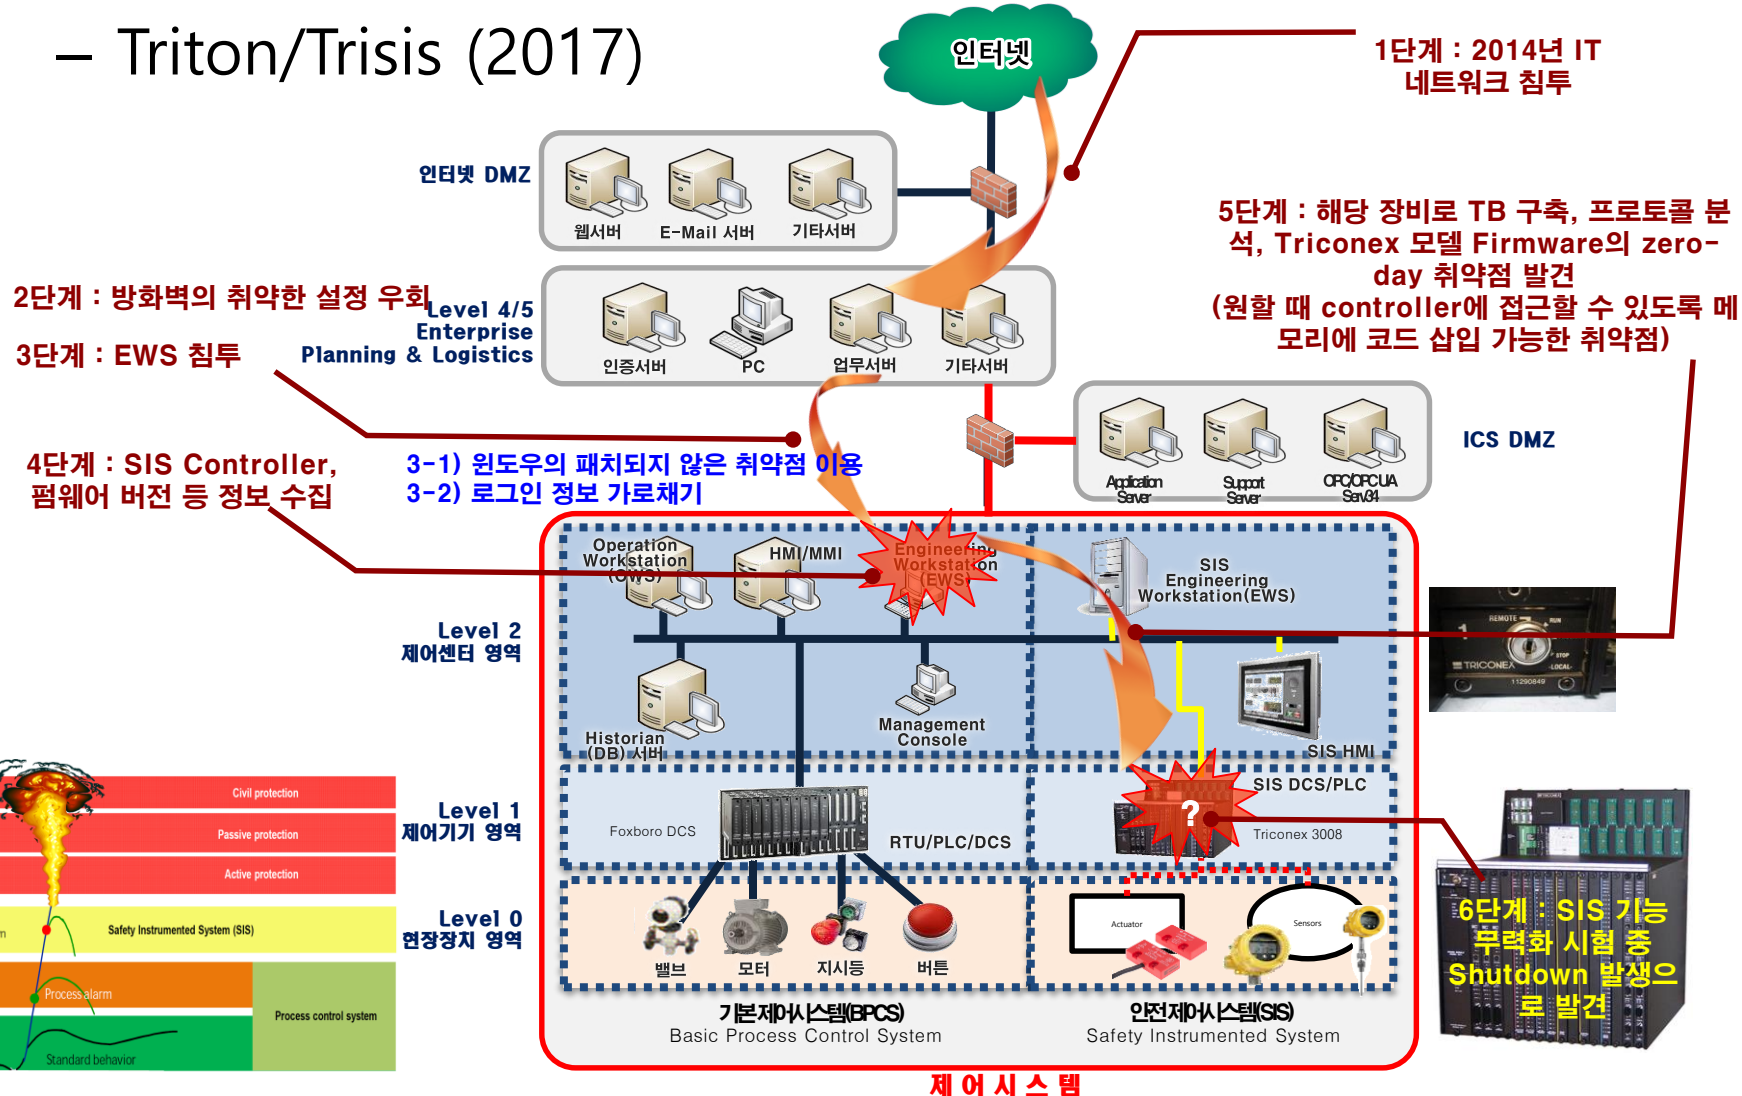 – Triton/Trisis (2017)
인터넷
1단계 : 2014년 IT
네트워크 침투
인터넷 DMZ
웹서버
E-Mail 서버
기타서버
5단계 : 해당 장비로 TB 구축, 프로토콜 분
석, Triconex 모델 Firmware의 zero-
day 취약점 발견
(원할 때 controller에 접근할 수 있도록 메
모리에 코드 삽입 가능한 취약점)
2단계 : 방화벽의 취약한 설정 우회
3단계 : EWS 침투
Level 4/5
Enterprise
Planning & Logistics
인증서버
PC
업무서버
기타서버
4단계 : SIS Controller,
펌웨어 버전 등 정보 수집
3-1) 윈도우의 패치되지 않은 취약점 이용
3-2) 로그인 정보 가로채기
Application
Server
Support
Server
OPC/OPC UA
Serv34
ICS DMZ
Operation
Workstation
(OWS)
HMI/MMI
Engineering
Workstation
(EWS)
SIS
Engineering
Workstation(EWS)
Level 2
제어센터 영역
Historian
(DB) 서버
Management
Console
SIS HMI
REMOTE
RUN
STOP
-LOCAL-
1
TRICONEX
11290849
Level 1
제어기기 영역
Foxboro DCS
RTU/PLC/DCS
SIS DCS/PLC
?
Triconex 3008
Level 0
현장장치 영역
밸브
모터
지시등
버튼
Actuator
Sensors
6단계 : SIS 기능
무력화 시험 중
Shutdown 발생으
로 발견
기본제어시스템(BPCS)
Basic Process Control System
안전제어시스템(SIS)
Safety Instrumented System
제 어 시 스 템
Civil protection
Passive protection
Active protection
Safety Instrumented System (SIS)
Process alarm
Process control system
Standard behavior